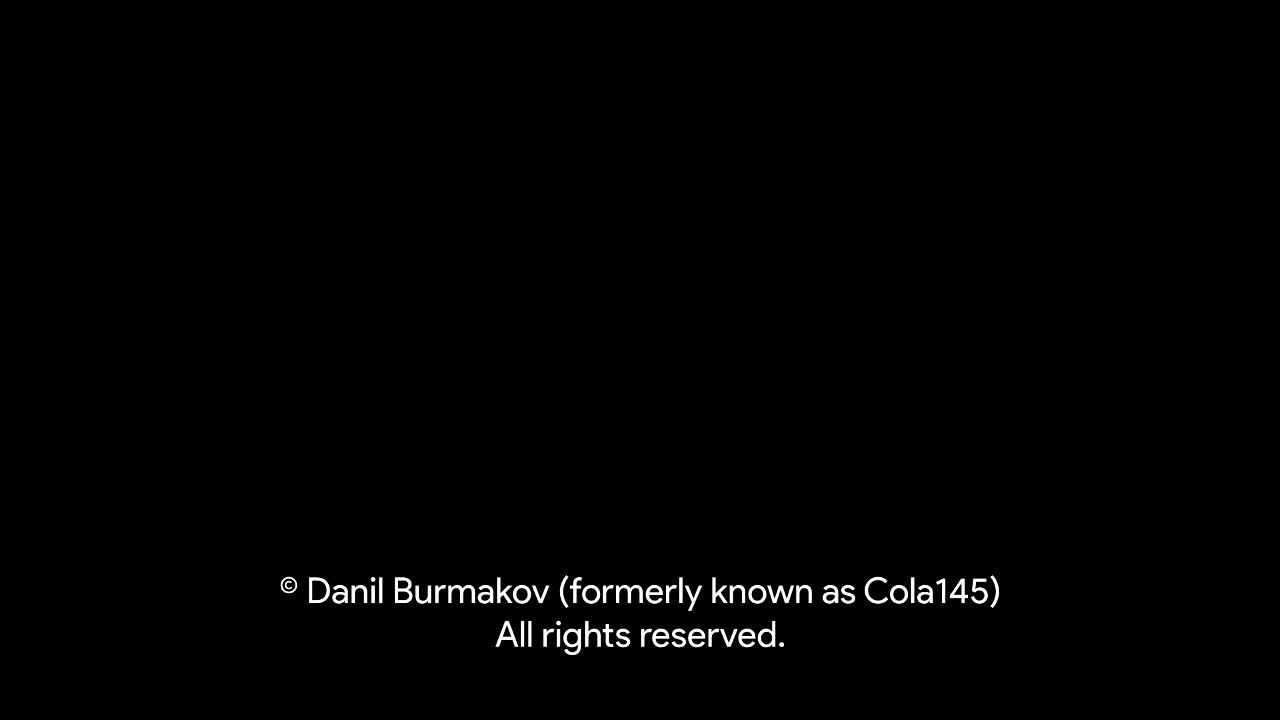 © Danil Burmakov (formerly known as Cola145)
All rights reserved.